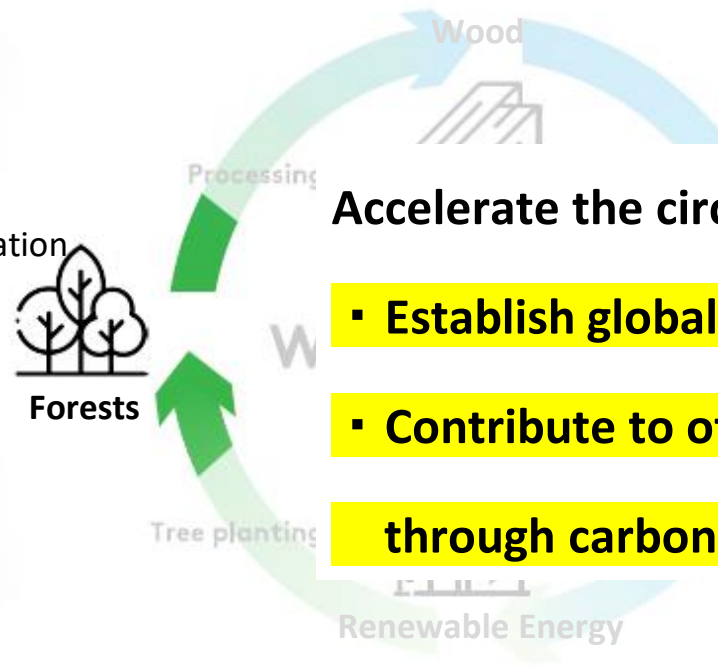 Wood
Processing
Accelerate the circ
ation
▪ Establish global
W
Forests
▪ Contribute to of
Tree planting
through carbon
Renewable Energy